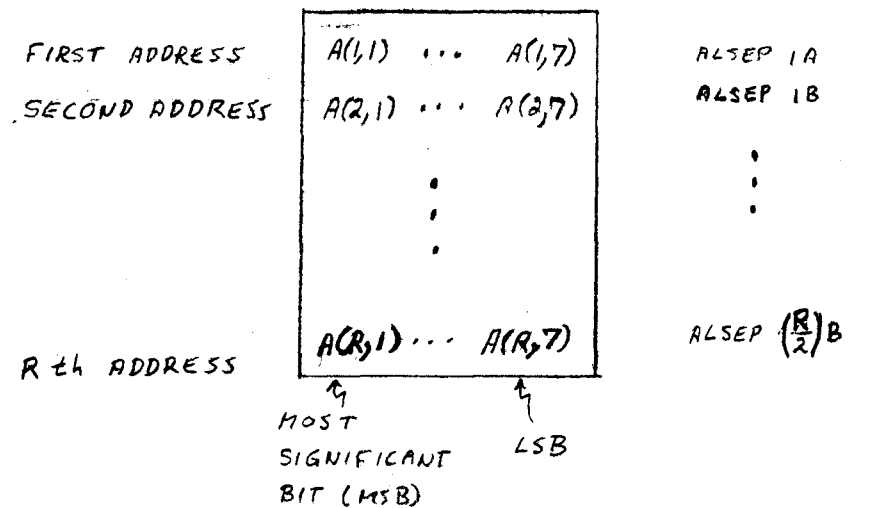 FIRST ADDRESS A(1,1) ... A(1,7) ALSEP 1A
SECOND ADDRESS A(2,1) ... A(2,7) ALSEP 1B
R th ADDRESS A(R,1) ... A(R,7) ALSEP (R/2)B
MOST
SIGNIFICANT
BIT (MSB)
LSB